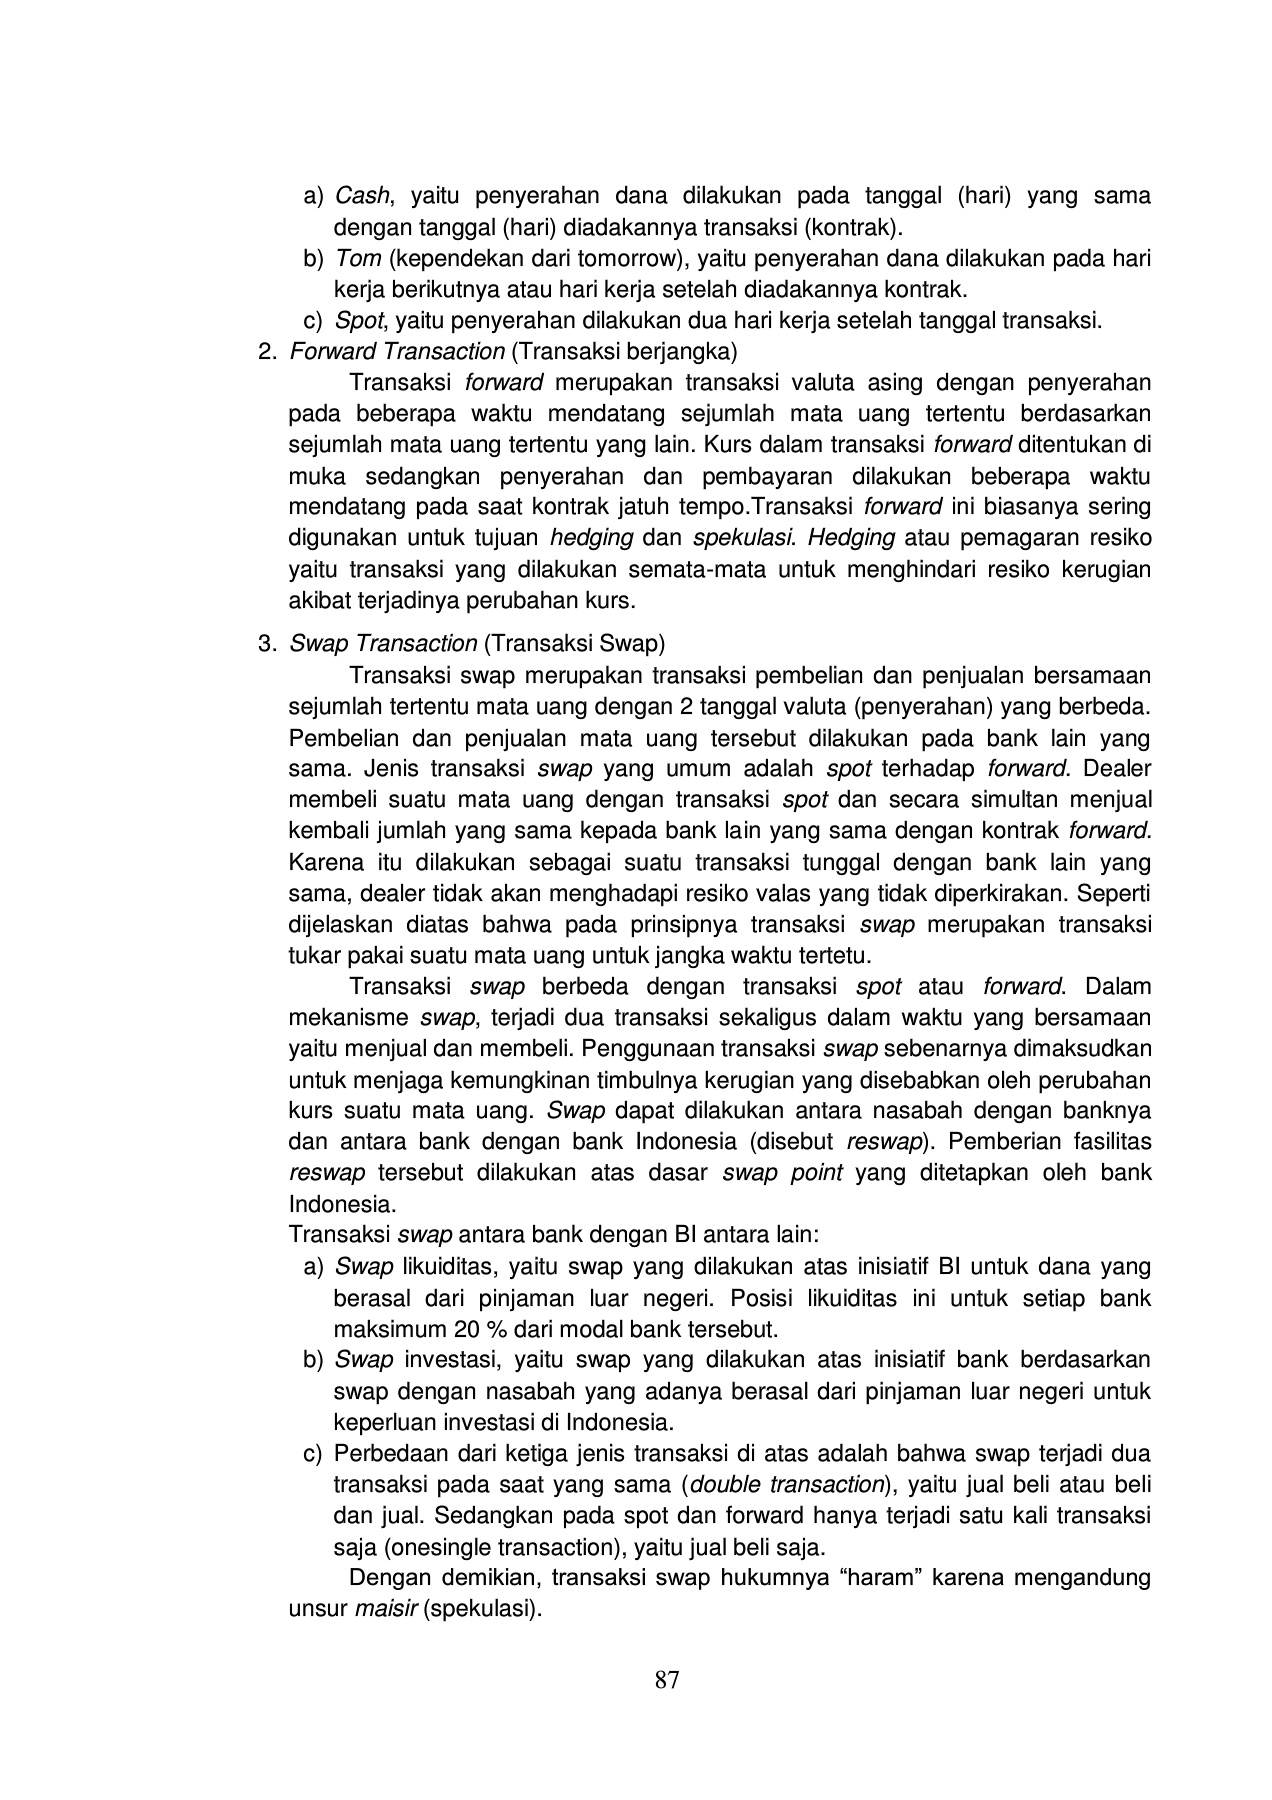 a) Cash, yaitu penyerahan dana dilakukan pada tanggal (hari) yang sama
dengan tanggal (hari) diadakannya transaksi (kontrak).
b) Tom (kependekan dari tomorrow), yaitu penyerahan dana dilakukan pada hari
kerja berikutnya atau hari kerja setelah diadakannya kontrak.
c) Spot, yaitu penyerahan dilakukan dua hari kerja setelah tanggal transaksi.
2. Forward Transaction (Transaksi berjangka)
Transaksi forward merupakan transaksi valuta asing dengan penyerahan
pada beberapa waktu mendatang sejumlah mata uang tertentu berdasarkan
sejumlah mata uang tertentu yang lain. Kurs dalam transaksi forward ditentukan di
muka sedangkan penyerahan dan pembayaran dilakukan beberapa waktu
mendatang pada saat kontrak jatuh tempo.Transaksi forward ini biasanya sering
digunakan untuk tujuan hedging dan spekulasi. Hedging atau pemagaran resiko
yaitu transaksi yang dilakukan semata-mata untuk menghindari resiko kerugian
akibat terjadinya perubahan kurs.
3. Swap Transaction (Transaksi Swap)
Transaksi swap merupakan transaksi pembelian dan penjualan bersamaan
sejumlah tertentu mata uang dengan 2 tanggal valuta (penyerahan) yang berbeda.
Pembelian dan penjualan mata uang tersebut dilakukan pada bank lain yang
sama. Jenis transaksi swap yang umum adalah spot terhadap forward. Dealer
membeli suatu mata uang dengan transaksi spot dan secara simultan menjual
kembali jumlah yang sama kepada bank lain yang sama dengan kontrak forward.
Karena itu dilakukan sebagai suatu transaksi tunggal dengan bank lain yang
sama, dealer tidak akan menghadapi resiko valas yang tidak diperkirakan. Seperti
dijelaskan diatas bahwa pada prinsipnya transaksi swap merupakan transaksi
tukar pakai suatu mata uang untuk jangka waktu tertetu.
Transaksi swap berbeda dengan transaksi spot atau forward. Dalam
mekanisme swap, terjadi dua transaksi sekaligus dalam waktu yang bersamaan
yaitu menjual dan membeli. Penggunaan transaksi swap sebenarnya dimaksudkan
untuk menjaga kemungkinan timbulnya kerugian yang disebabkan oleh perubahan
kurs suatu mata uang. Swap dapat dilakukan antara nasabah dengan banknya
dan antara bank dengan bank Indonesia (disebut reswap). Pemberian fasilitas
reswap tersebut dilakukan atas dasar swap point yang ditetapkan oleh bank
Indonesia.
Transaksi swap antara bank dengan BI antara lain:
a) Swap likuiditas, yaitu swap yang dilakukan atas inisiatif BI untuk dana yang
berasal dari pinjaman luar negeri. Posisi likuiditas ini untuk setiap bank
maksimum 20 % dari modal bank tersebut.
b) Swap investasi, yaitu swap yang dilakukan atas inisiatif bank berdasarkan
swap dengan nasabah yang adanya berasal dari pinjaman luar negeri untuk
keperluan investasi di Indonesia.
c) Perbedaan dari ketiga jenis transaksi di atas adalah bahwa swap terjadi dua
transaksi pada saat yang sama (double transaction), yaitu jual beli atau beli
dan jual. Sedangkan pada spot dan forward hanya terjadi satu kali transaksi
saja (onesingle transaction), yaitu jual beli saja.
Dengan demikian, transaksi swap hukumnya “haram” karena mengandung
unsur maisir (spekulasi).
87